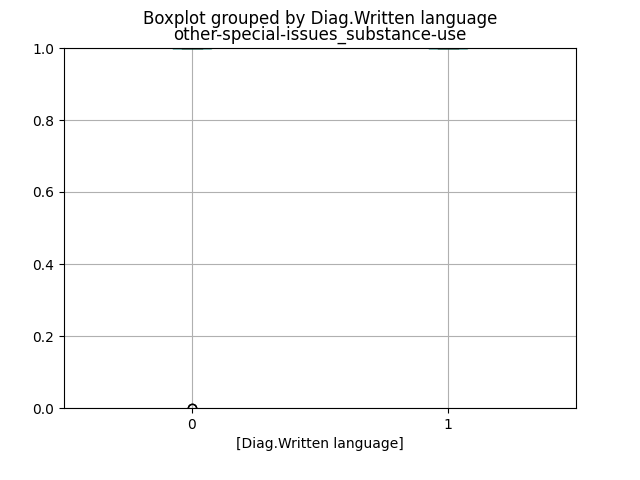 Boxplot grouped by Diag.Written language
other-special-issues_substance-use
1.0
0.8
0.6
0.4
0.2
0.0
0 1
[Diag.Written language]